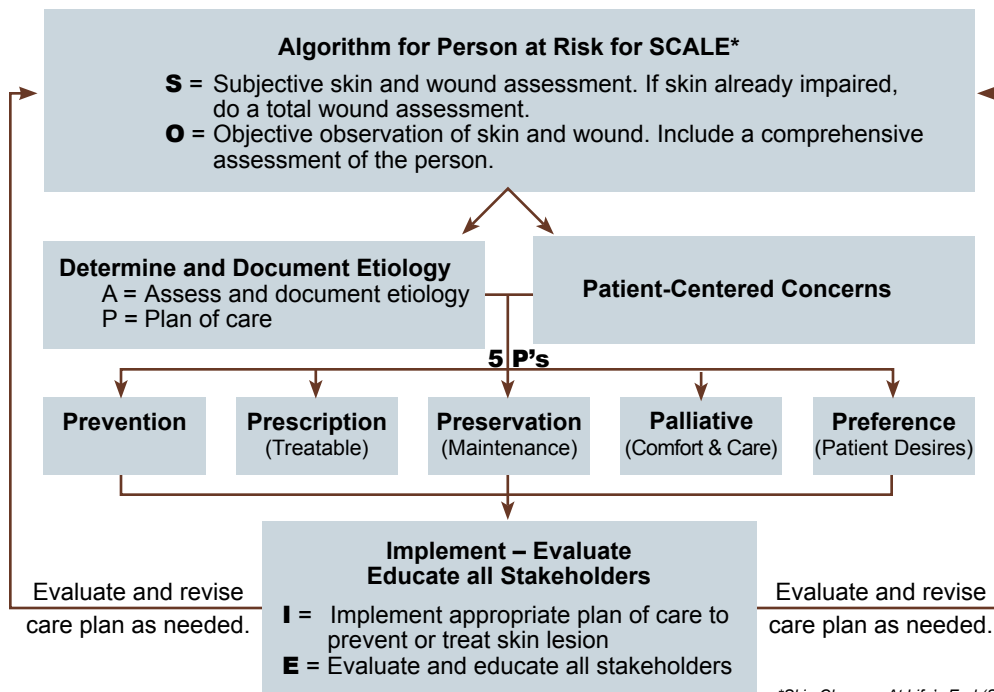 Algorithm for Person at Risk for SCALE*
S = Subjective skin and wound assessment. If skin already impaired,
do a total wound assessment.
O = Objective observation of skin and wound. Include a comprehensive
assessment of the person.
Determine and Document Etiology
A = Assess and document etiology
P = Plan of care
Patient-Centered Concerns
5 P's
Prevention
Prescription
(Treatable)
Preservation
(Maintenance)
Palliative
(Comfort & Care)
Preference
(Patient Desires)
Implement – Evaluate
Educate all Stakeholders
I = Implement appropriate plan of care to
prevent or treat skin lesion
E = Evaluate and educate all stakeholders
Evaluate and revise
care plan as needed.
Evaluate and revise
care plan as needed.